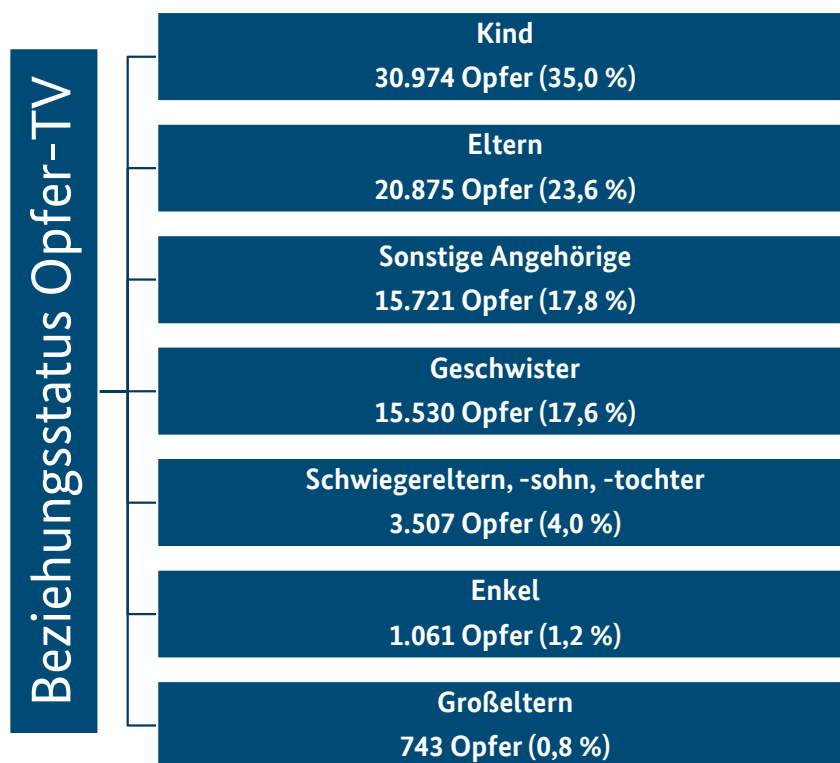 Beziehungsstatus Opfer-TV
Kind
30.974 Opfer (35,0 %)
Eltern
20.875 Opfer (23,6 %)
Sonstige Angehörige
15.721 Opfer (17,8 %)
Geschwister
15.530 Opfer (17,6 %)
Schwiegereltern, -sohn, -tochter
3.507 Opfer (4,0 %)
Enkel
1.061 Opfer (1,2 %)
Großeltern
743 Opfer (0,8 %)